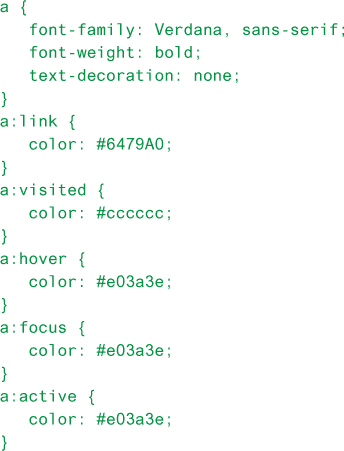 a {
   font-family: Verdana, sans-serif;
   font-weight: bold;
   text-decoration: none;
}
a:link {
   color: #6479A0;
}
a:visited {
   color: #cccccc;
}
a:hover {
   color: #e03a3e;
}
a:focus {
   color: #e03a3e;
}
a:active {
   color: #e03a3e;
}